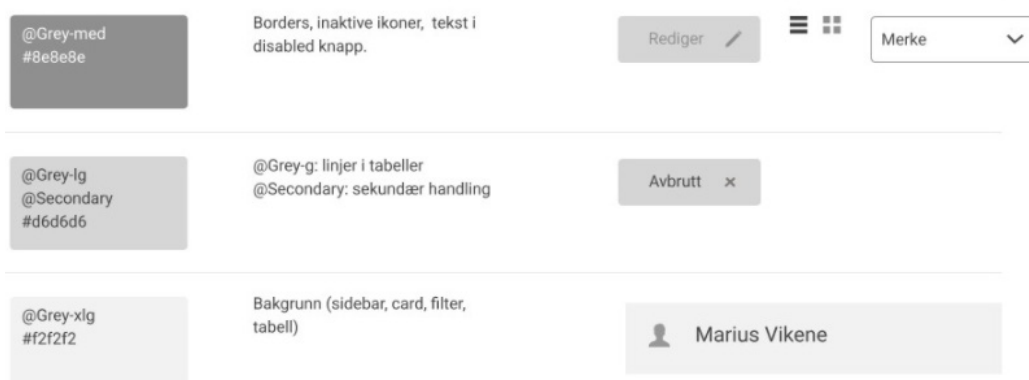 @Grey-med
#8e8e8e
Borders, inaktive ikoner, tekst i
disabled knapp.
Rediger
Merke
@Grey-lg
@Secondary
#d6d6d6
@Grey-g: linjer i tabeller
@Secondary: sekundær handling
Avbrutt
@Grey-xlg
#f2f2f2
Bakgrunn (sidebar, card, filter,
tabell)
Marius Vikene